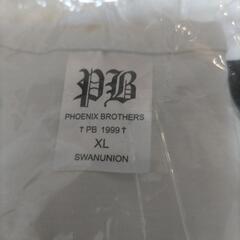 PB
PHOENIX BROTHERS
† PB 1999 †
XL
SWANUNION